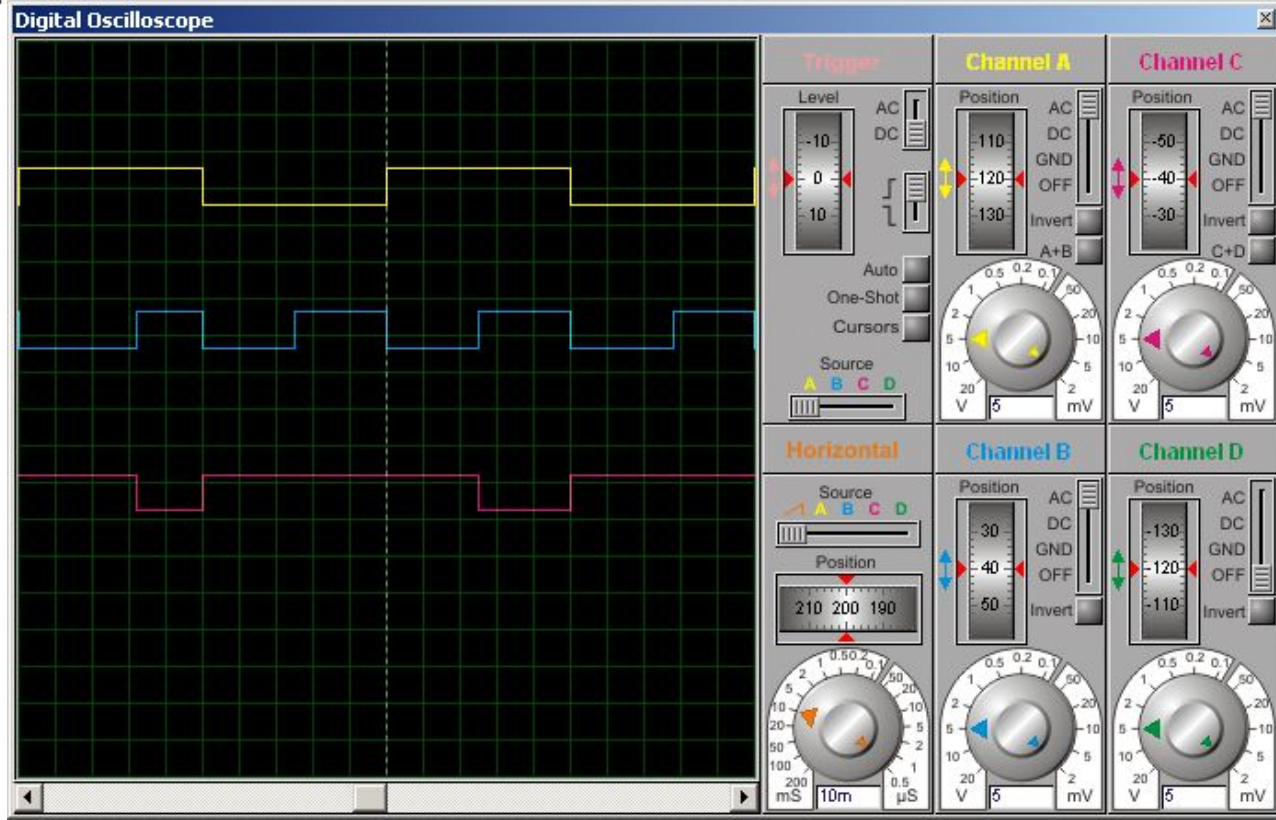 Digital Oscilloscope
Trigger
Level
AC
DC
-10
0
10
Auto
One-Shot
Cursors
Source
A B C D
Channel A
Position
AC
DC
GND
OFF
110
120
130
Invert
A+B
0.5 0.2 0.1
1 50
2 20
5 10
10 5
20 2
V 5 mV
Channel C
Position
AC
DC
GND
OFF
-50
-40
-30
Invert
C+D
0.5 0.2 0.1
1 50
2 20
5 10
10 5
20 2
V 5 mV
Horizontal
Source
A B C D
Position
210 200 190
0.5 0.2
1 0.1
2 50
5 20
10 10
20 5
50 2
100 1
200 0.5
mS 10m µS
Channel B
Position
AC
DC
GND
OFF
30
40
50
Invert
0.5 0.2 0.1
1 50
2 20
5 10
10 5
20 2
V 5 mV
Channel D
Position
AC
DC
GND
OFF
-130
-120
-110
Invert
0.5 0.2 0.1
1 50
2 20
5 10
10 5
20 2
V 5 mV